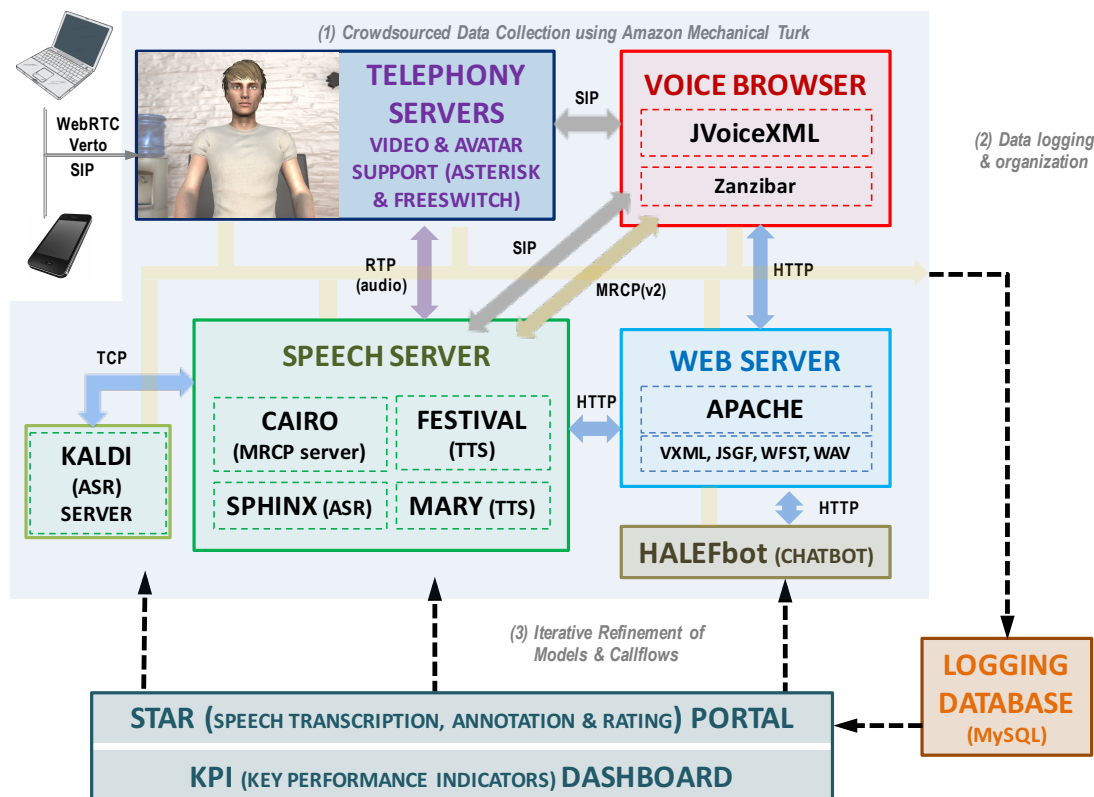 (1) Crowdsourced Data Collection using Amazon Mechanical Turk
WebRTC
Verto
SIP
TELEPHONY
SERVERS
VIDEO & AVATAR
SUPPORT (ASTERISK
& FREESWITCH)
SIP
VOICE BROWSER
JVoiceXML
Zanzibar
(2) Data logging
& organization
RTP
(audio)
SIP
MRCP(v2)
HTTP
TCP
SPEECH SERVER
CAIRO
(MRCP server)
FESTIVAL
(TTS)
SPHINX (ASR)
MARY (TTS)
HTTP
WEB SERVER
APACHE
VXML, JSGF, WFST, WAV
KALDI
(ASR)
SERVER
HTTP
HALEFbot (CHATBOT)
(3) Iterative Refinement of
Models & Callflows
LOGGING
DATABASE
(MySQL)
STAR (SPEECH TRANSCRIPTION, ANNOTATION & RATING) PORTAL
KPI (KEY PERFORMANCE INDICATORS) DASHBOARD